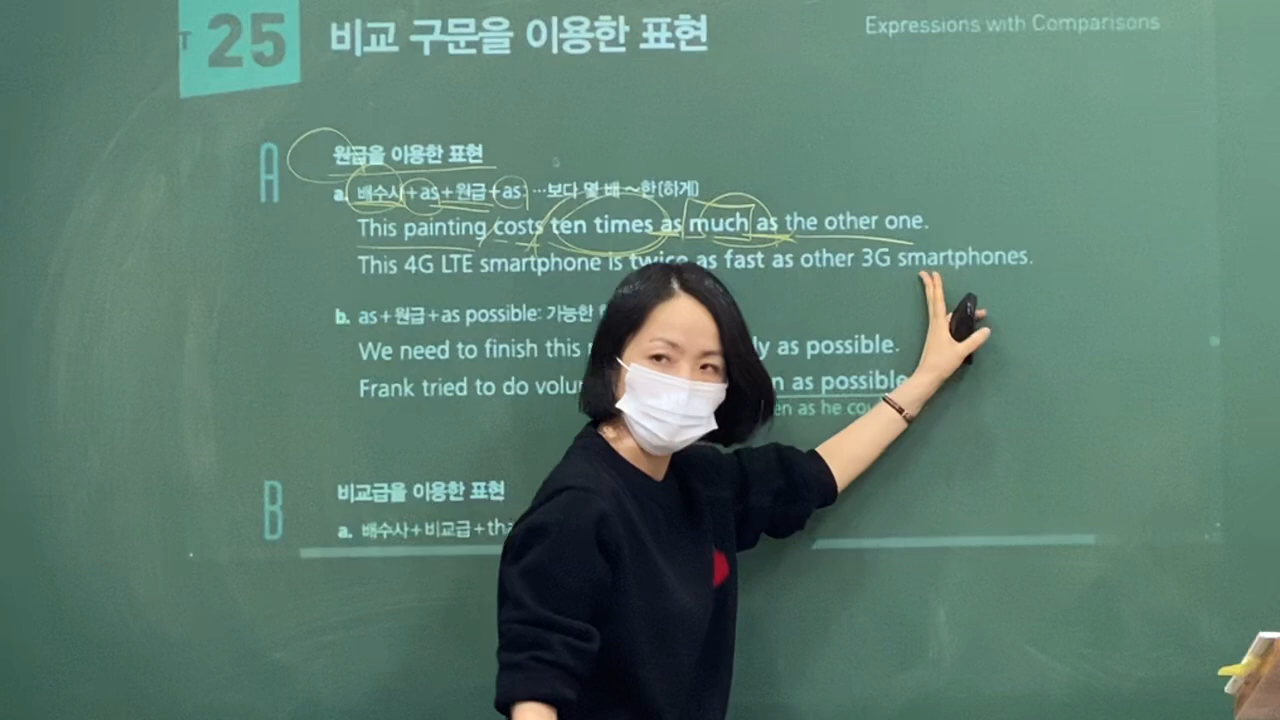 T 25 비교 구문을 이용한 표현 Expressions with Comparisons
A 원급을 이용한 표현
a. 배수사+as+원급+as: …보다 몇 배 ~한(하게)
This painting costs ten times as much as the other one.
This 4G LTE smartphone is twice as fast as other 3G smartphones.
b. as+원급+as possible: 가능한
We need to finish this as possible.
Frank tried to do as possible
as he
B 비교급을 이용한 표현
a. 배수사+비교급+